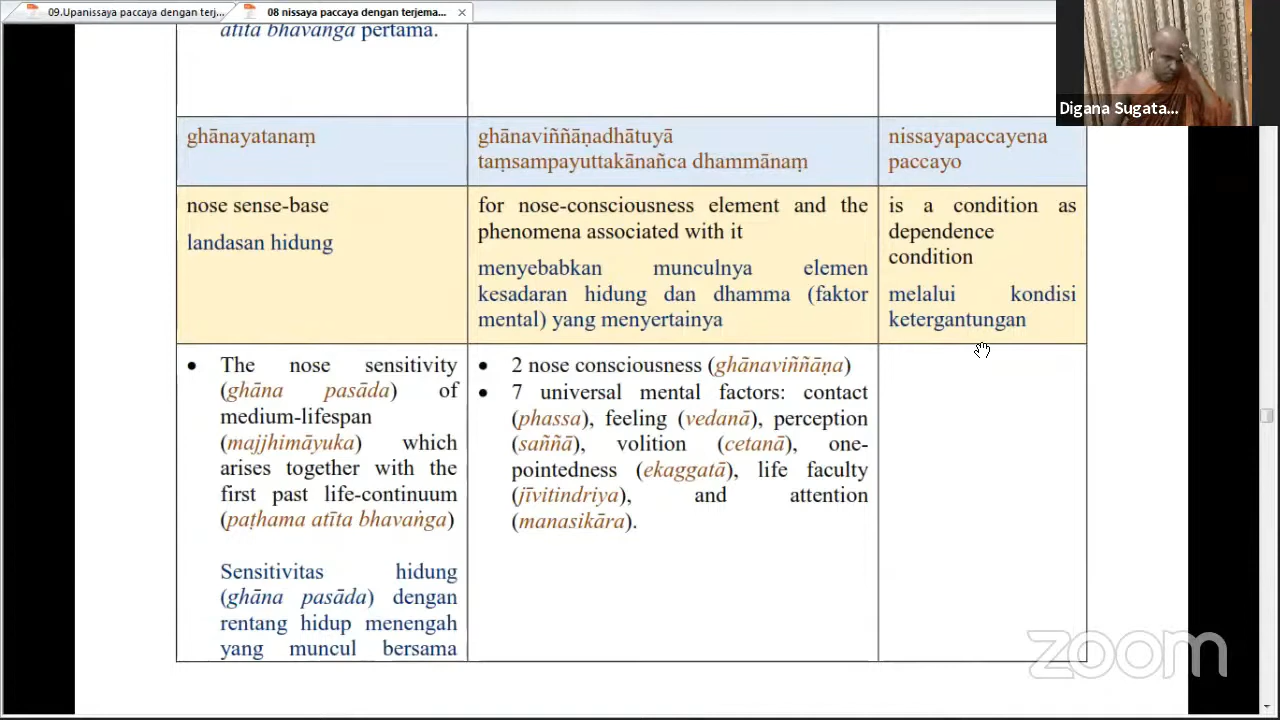 09.Upanissaya paccaya dengan terj...
08 nissaya paccaya dengan terjema...
atīta bhavaṅga pertama.
ghānayatanaṃ
ghānaviññāṇadhātuyā
taṃsampayuttakānañca dhammānaṃ
nissayapaccayena
paccayo
nose sense-base
landasan hidung
for nose-consciousness element and the
phenomena associated with it
menyebabkan munculnya elemen
kesadaran hidung dan dhamma (faktor
mental) yang menyertainya
is a condition as
dependence
condition
melalui kondisi
ketergantungan
• The nose sensitivity
(ghāna pasāda) of
medium-lifespan
(majjhimāyuka) which
arises together with the
first past life-continuum
(paṭhama atīta bhavaṅga)
Sensitivitas hidung
(ghāna pasāda) dengan
rentang hidup menengah
yang muncul bersama
• 2 nose consciousness (ghānaviññāṇa)
• 7 universal mental factors: contact
(phassa), feeling (vedanā), perception
(saññā), volition (cetanā), one-
pointedness (ekaggatā), life faculty
(jīvitindriya), and attention
(manasikāra).
Digana Sugata...
zoom